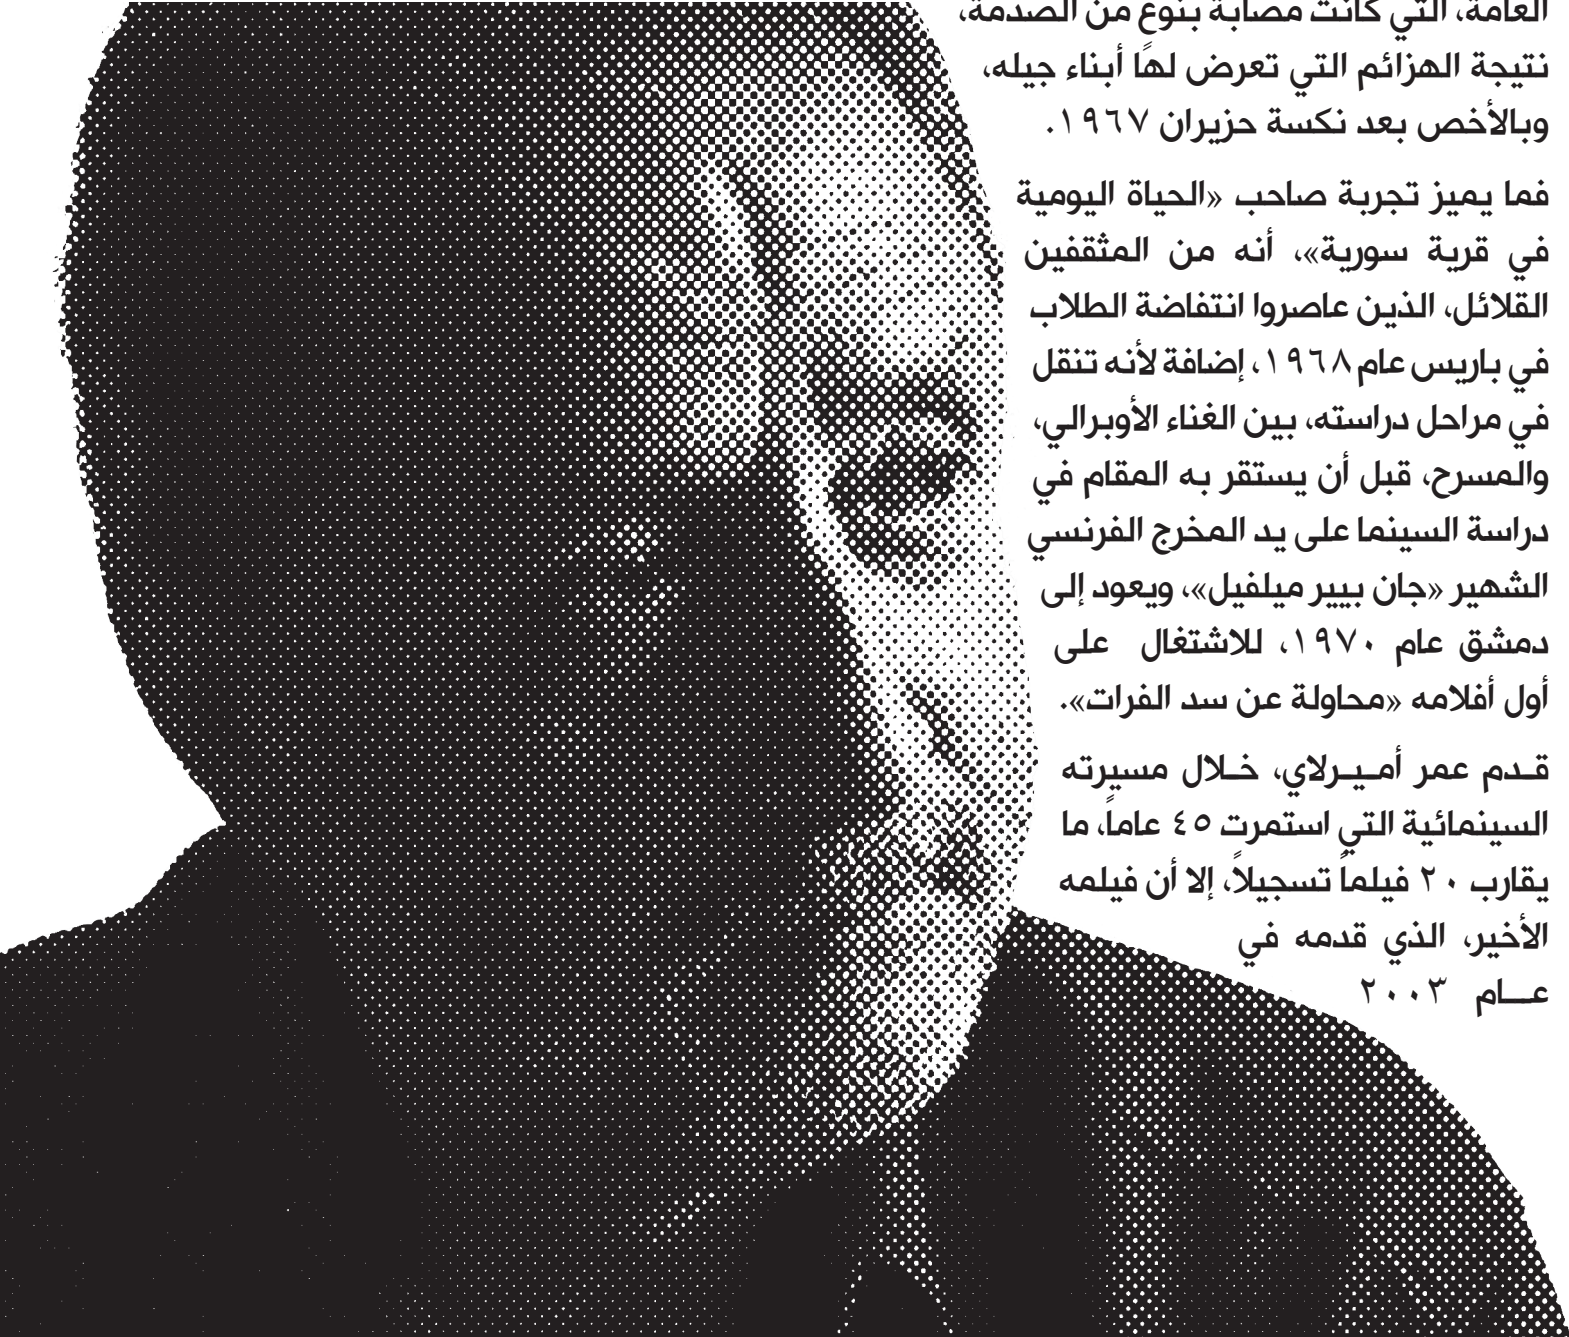 العامة، التي كانت مصابة بنوع من الصدمة،
نتيجة الهزائم التي تعرض لها أبناء جيله،
وبالأخص بعد نكسة حزيران ١٩٦٧.
فما يميز تجربة صاحب «الحياة اليومية
في قرية سورية»، أنه من المثقفين
القلائل، الذين عاصروا انتفاضة الطلاب
في باريس عام ١٩٦٨، إضافة لأنه تنقل
في مراحل دراسته، بين الغناء الأوبرالي،
والمسرح، قبل أن يستقر به المقام في
دراسة السينما على يد المخرج الفرنسي
الشهير «جان بيير ميلفيل»، ويعود إلى
دمشق عام ١٩٧٠، للاشتغال على
أول أفلامه «محاولة عن سد الفرات».
قـدم عمر أمـيـرلاي، خـلال مسيرته
السينمائية التي استمرت ٤٥ عاماً، ما
يقارب ٢٠ فيلماً تسجيلاً، إلا أن فيلمه
الأخير، الذي قدمه في
عــام ٢٠٠٣